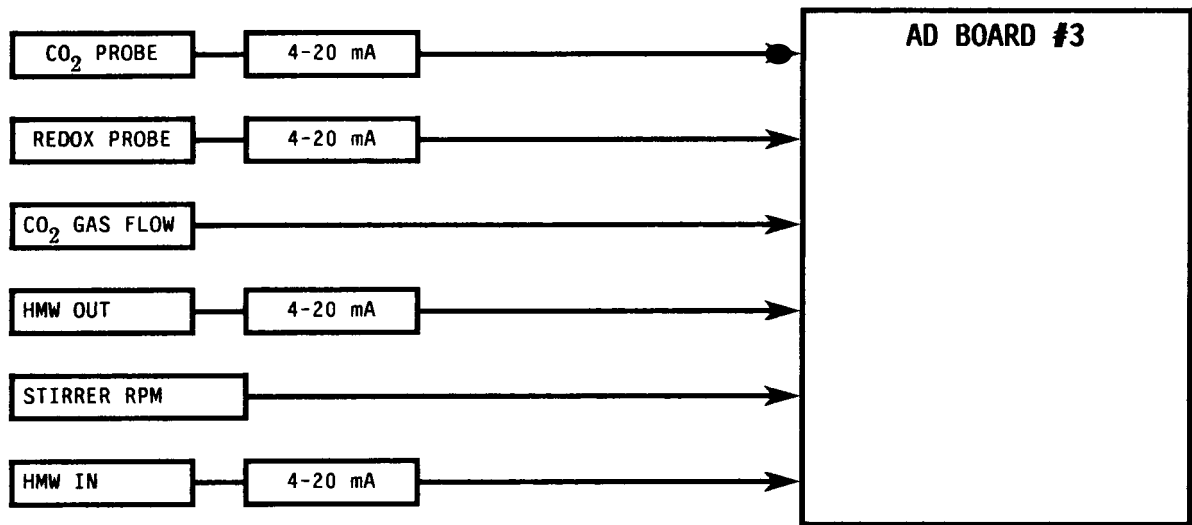 CO₂ PROBE
4-20 mA
AD BOARD #3
REDOX PROBE
4-20 mA
CO₂ GAS FLOW
HMW OUT
4-20 mA
STIRRER RPM
HMW IN
4-20 mA